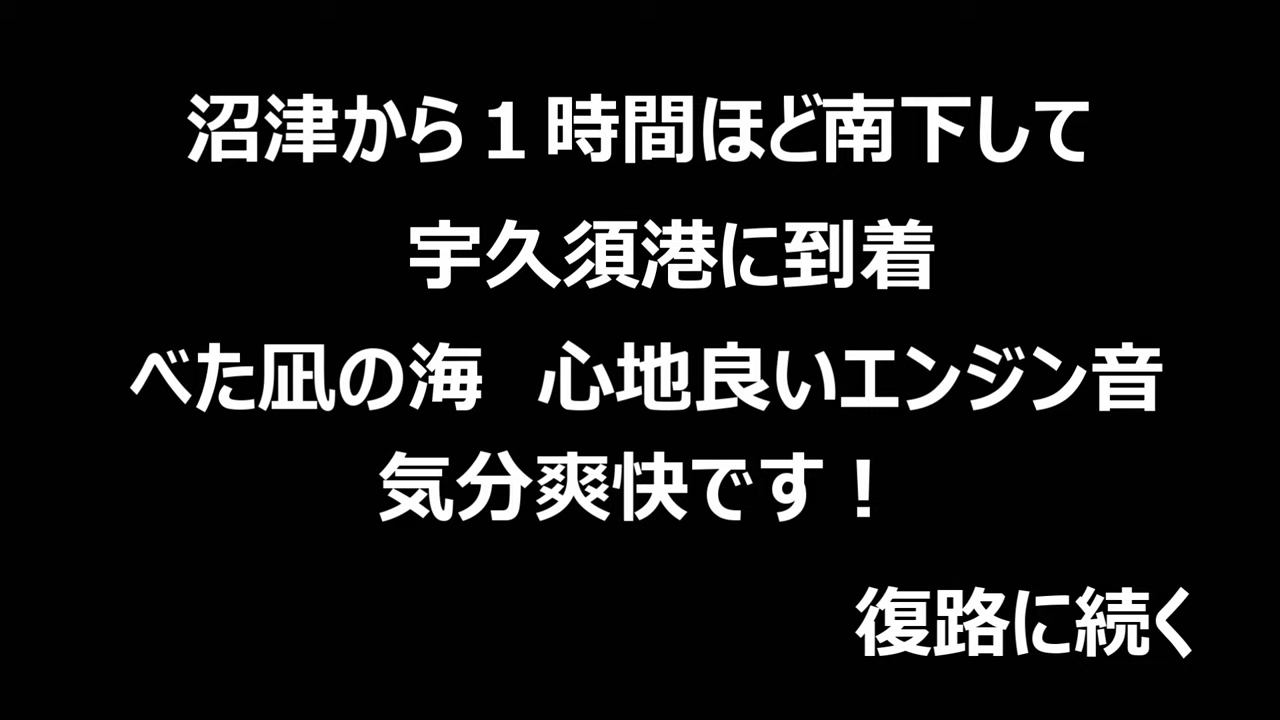 沼津から１時間ほど南下して
宇久須港に到着
べた凪の海　心地良いエンジン音
気分爽快です！
復路に続く